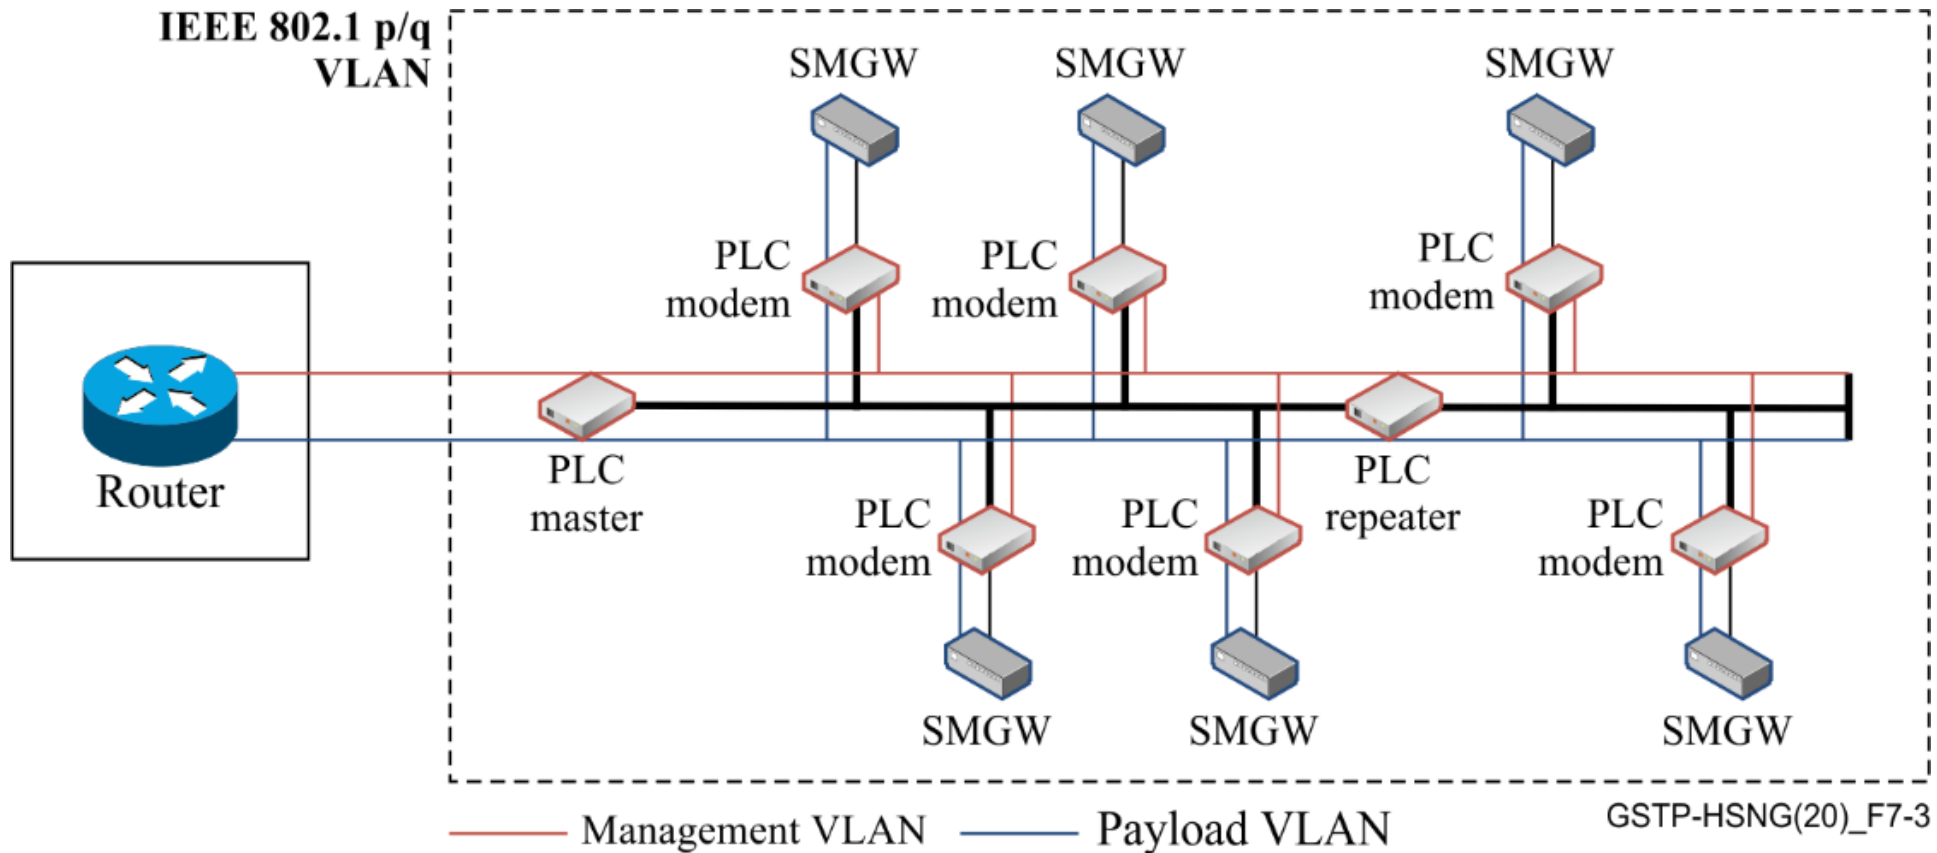 IEEE 802.1 p/q
VLAN
SMGW
SMGW
SMGW
PLC
modem
PLC
modem
PLC
modem
Router
PLC
master
PLC
modem
PLC
modem
PLC
repeater
PLC
modem
SMGW
SMGW
SMGW
Management VLAN
Payload VLAN
GSTP-HSNG(20)_F7-3